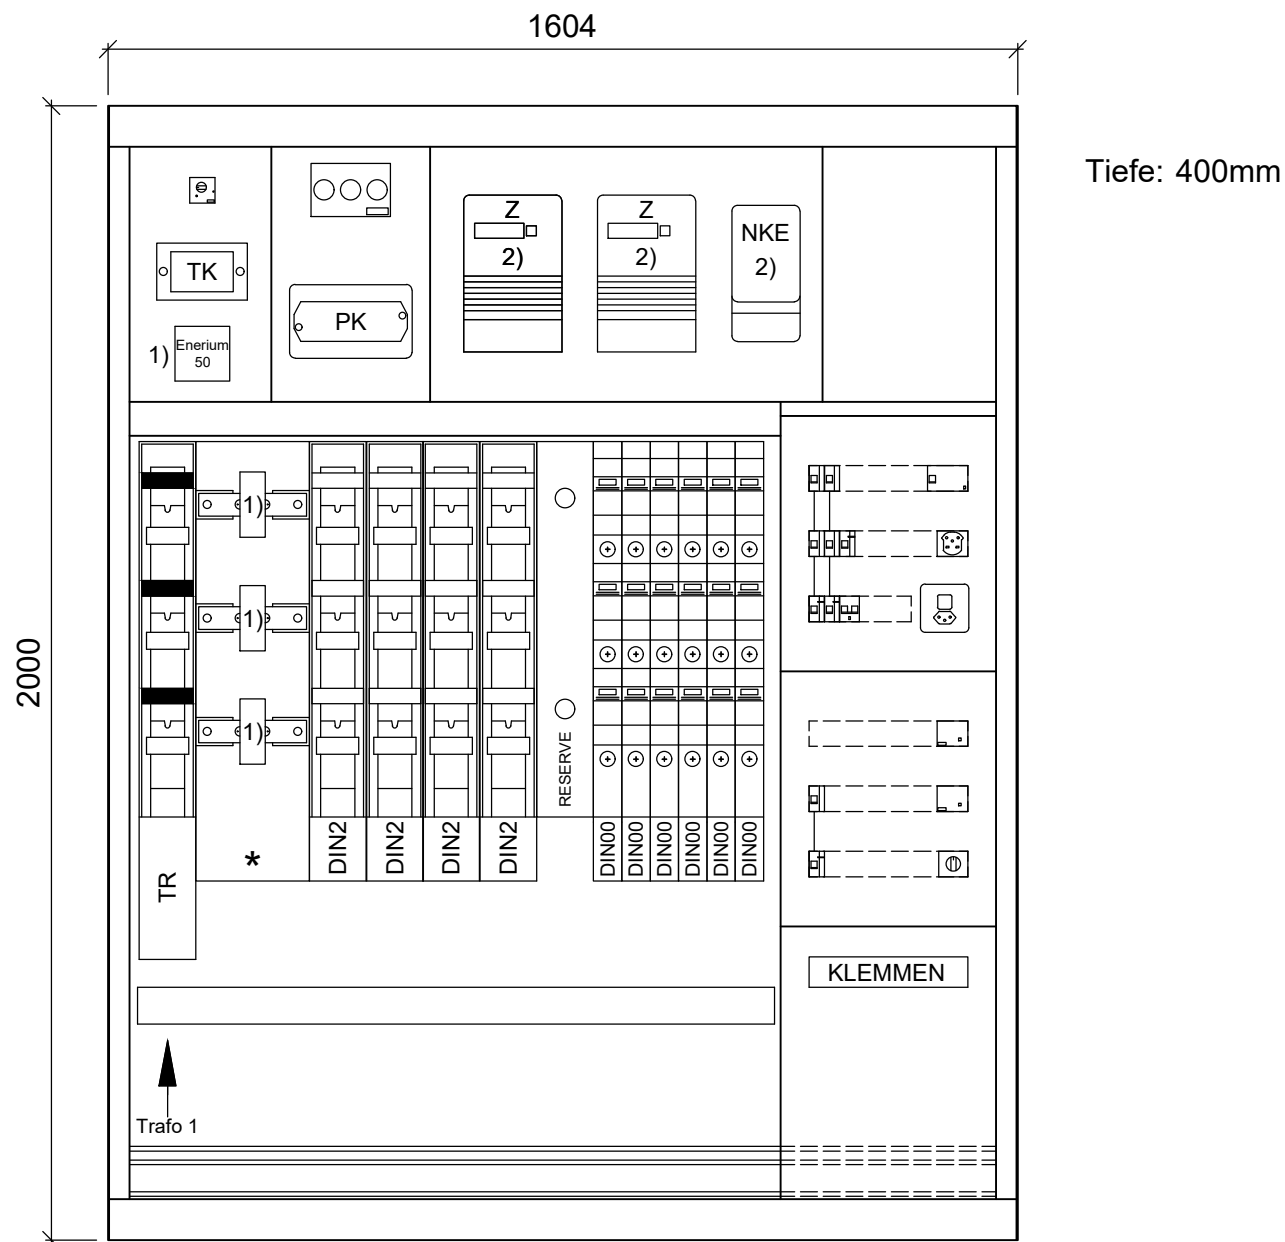 1604
Tiefe: 400mm
2000
TK
1)
Enerium
50
PK
Z
2)
Z
2)
NKE
2)
1)
1)
1)
*
TR
DIN2
DIN2
DIN2
DIN2
RESERVE
DIN00
DIN00
DIN00
DIN00
DIN00
DIN00
KLEMMEN
Trafo 1